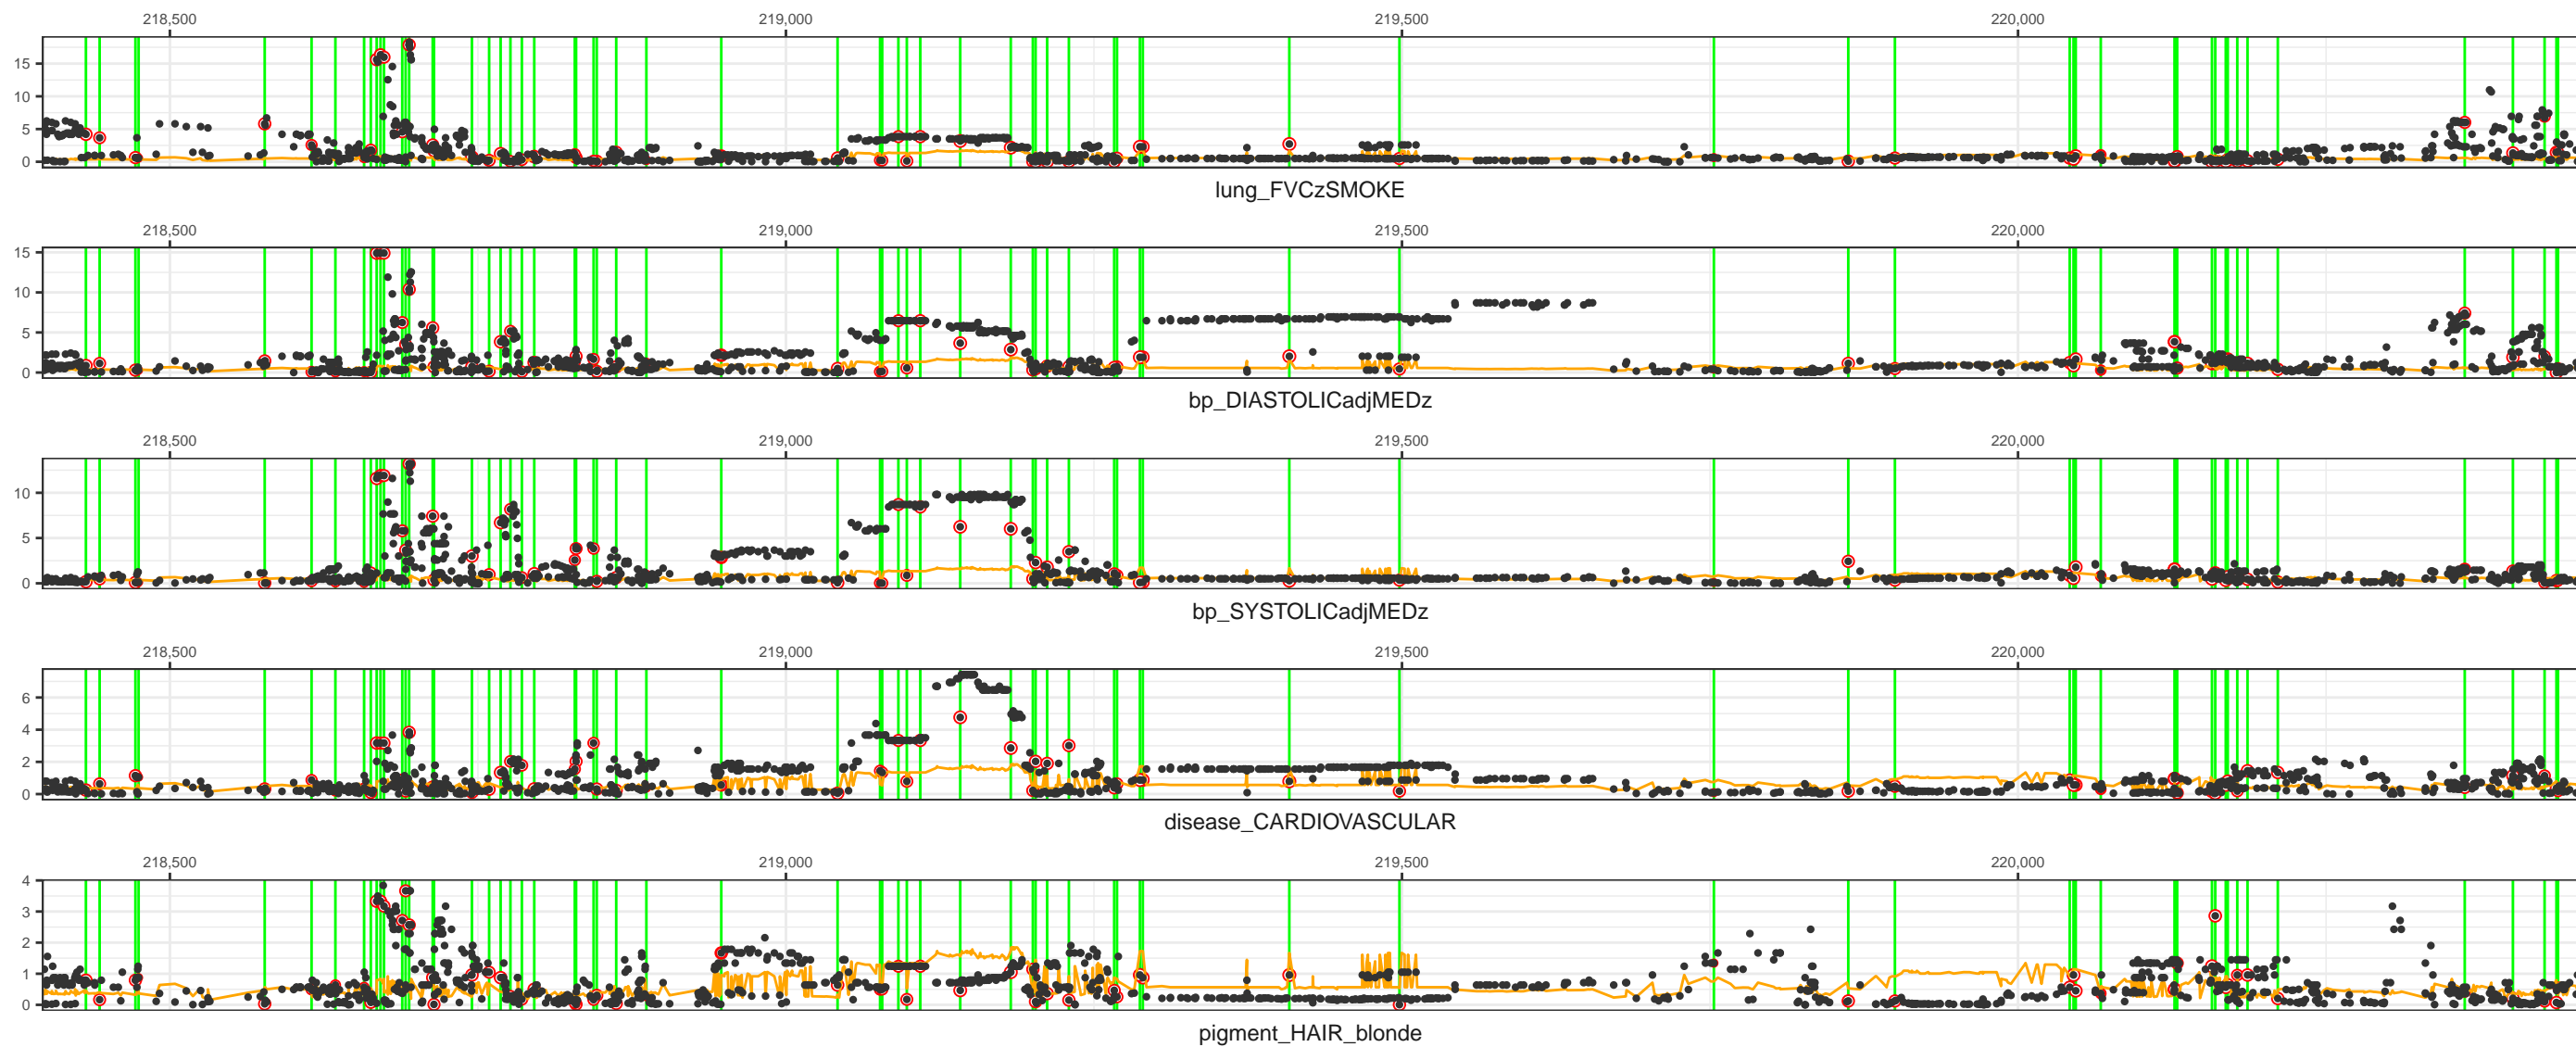 218,500 219,000 219,500 220,000
15
10
5
0
lung_FVCzSMOKE
218,500 219,000 219,500 220,000
15
10
5
0
bp_DIASTOLICadjMEDz
218,500 219,000 219,500 220,000
10
5
0
bp_SYSTOLICadjMEDz
218,500 219,000 219,500 220,000
6
4
2
0
disease_CARDIOVASCULAR
218,500 219,000 219,500 220,000
4
3
2
1
0
pigment_HAIR_blonde